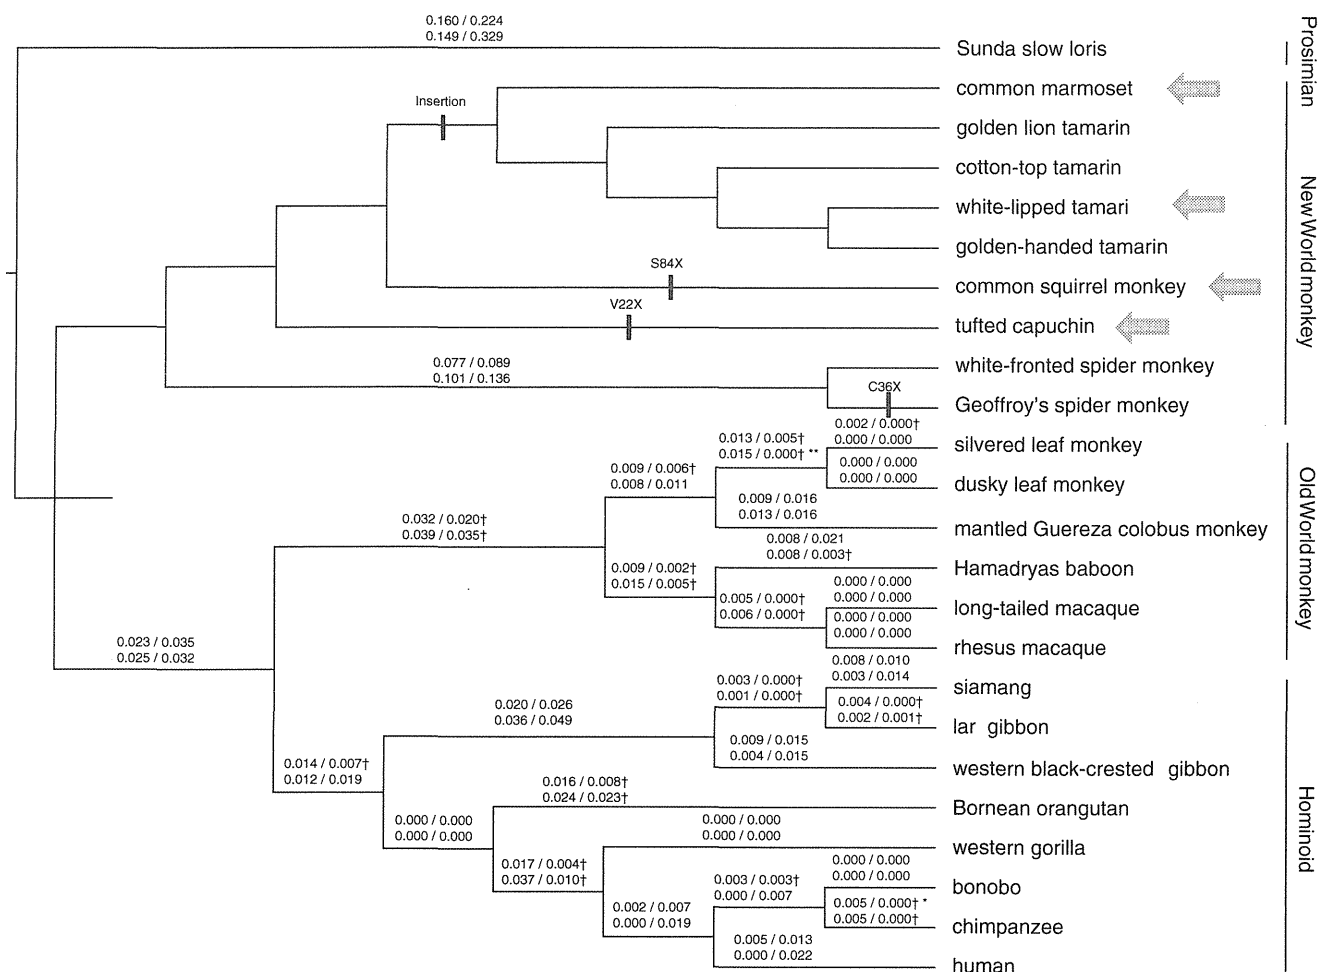 0.160 / 0.224
0.149 / 0.329
Sunda slow loris
Prosimian
common marmoset
Insertion
golden lion tamarin
cotton-top tamarin
white-lipped tamari
golden-handed tamarin
S84X
common squirrel monkey
V22X
tufted capuchin
New World monkey
0.077 / 0.089
0.101 / 0.136
white-fronted spider monkey
C36X
Geoffroy's spider monkey
0.002 / 0.000†
0.000 / 0.000
0.013 / 0.005†
0.015 / 0.000† **
silvered leaf monkey
0.000 / 0.000
0.000 / 0.000
0.009 / 0.006†
0.008 / 0.011
dusky leaf monkey
0.009 / 0.016
0.013 / 0.016
mantled Guereza colobus monkey
0.032 / 0.020†
0.039 / 0.035†
0.008 / 0.021
0.008 / 0.003†
Hamadryas baboon
0.009 / 0.002†
0.015 / 0.005†
0.000 / 0.000
0.000 / 0.000
0.005 / 0.000†
0.006 / 0.000†
long-tailed macaque
0.000 / 0.000
0.000 / 0.000
rhesus macaque
Old World monkey
0.023 / 0.035
0.025 / 0.032
0.008 / 0.010
0.003 / 0.014
0.003 / 0.000†
0.001 / 0.000†
siamang
0.004 / 0.000†
0.002 / 0.001†
0.020 / 0.026
0.036 / 0.049
lar gibbon
0.009 / 0.015
0.004 / 0.015
western black-crested gibbon
0.014 / 0.007†
0.012 / 0.019
0.016 / 0.008†
0.024 / 0.023†
Bornean orangutan
0.000 / 0.000
0.000 / 0.000
0.000 / 0.000
0.000 / 0.000
western gorilla
0.017 / 0.004†
0.037 / 0.010†
0.000 / 0.000
0.000 / 0.000
0.003 / 0.003†
0.000 / 0.007
bonobo
0.005 / 0.000† *
0.005 / 0.000†
0.002 / 0.007
0.000 / 0.019
chimpanzee
0.005 / 0.013
0.000 / 0.022
human
Hominoid